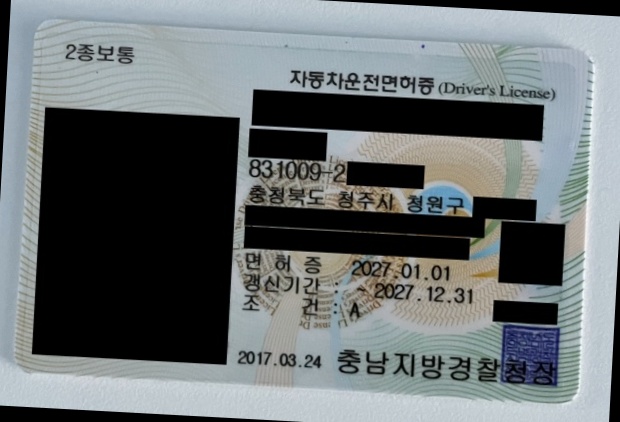 2종보통
자동차운전면허증 (Driver's License)
831009-2
충청북도 청주시 청원구
면 허 증 2027.01.01
갱신기간 : ~ 2027.12.31
조 건 : A
2017.03.24 충남지방경찰청장